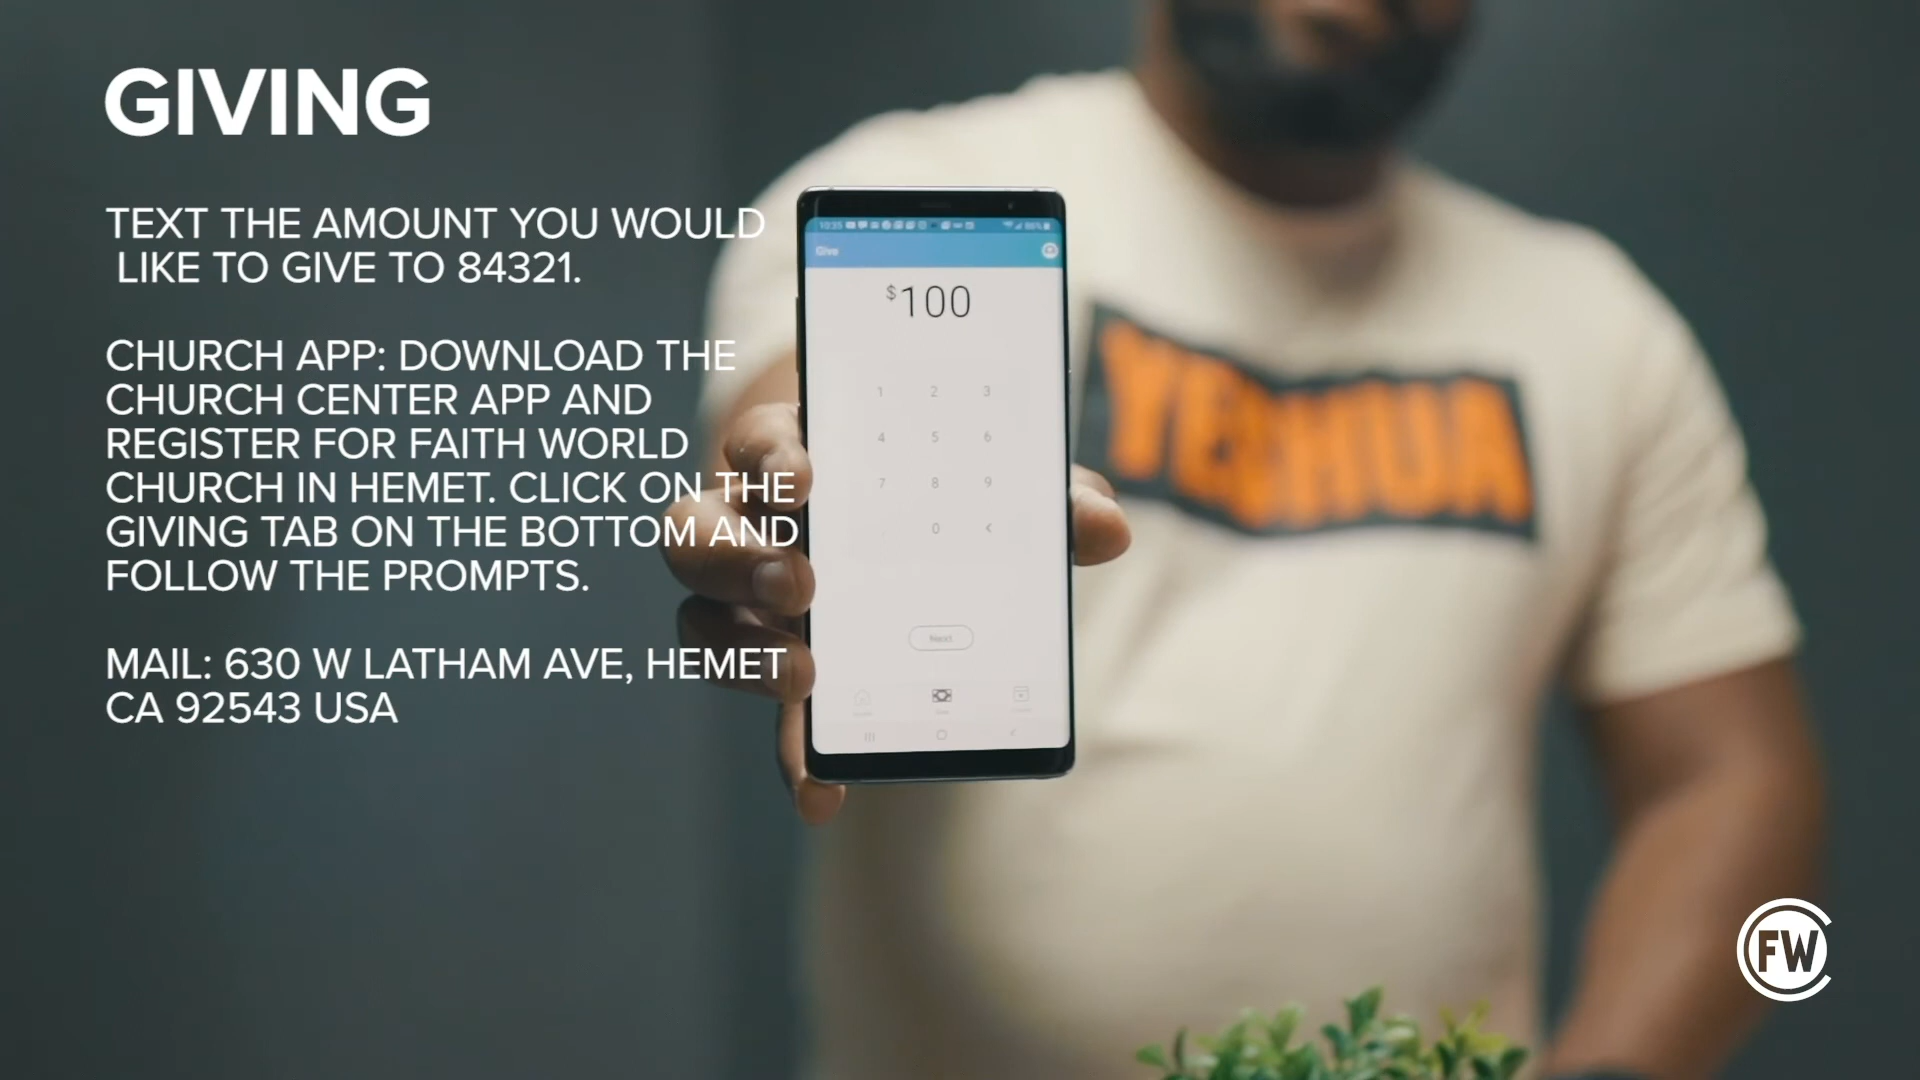 GIVING
TEXT THE AMOUNT YOU WOULD
LIKE TO GIVE TO 84321.
CHURCH APP: DOWNLOAD THE
CHURCH CENTER APP AND
REGISTER FOR FAITH WORLD
CHURCH IN HEMET. CLICK ON THE
GIVING TAB ON THE BOTTOM AND
FOLLOW THE PROMPTS.
MAIL: 630 W LATHAM AVE, HEMET
CA 92543 USA
10:35
Give
$100
1 2 3
4 5 6
7 8 9
0 <
Next
YESHUA
FW